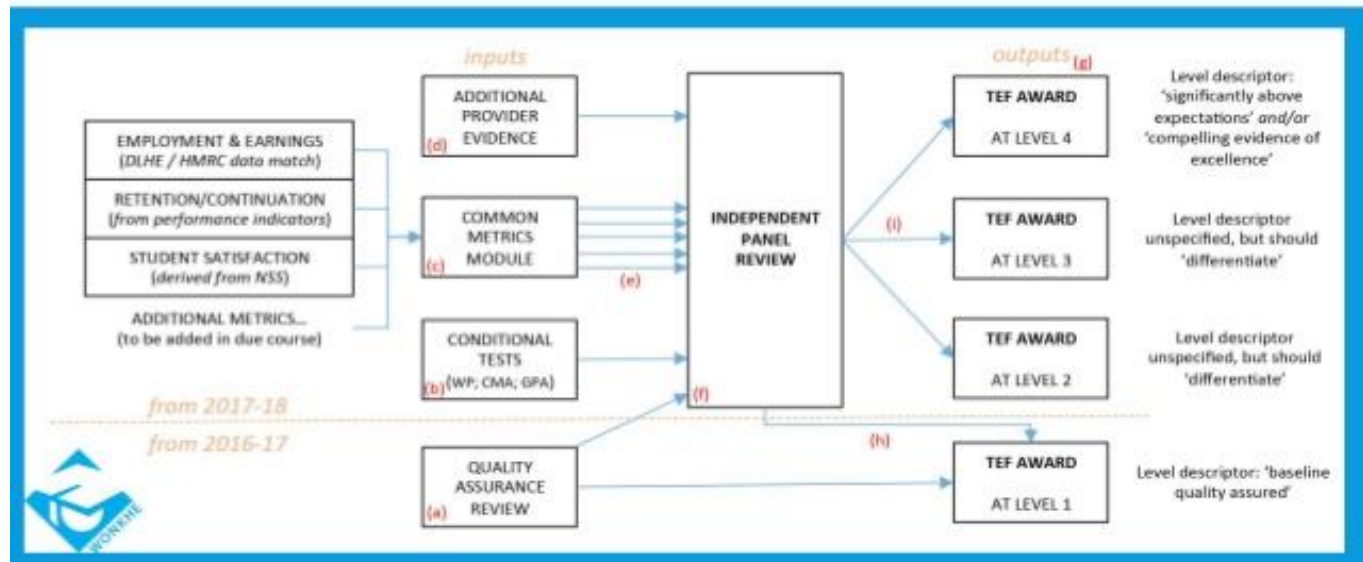 inputs
outputs (g)
ADDITIONAL
PROVIDER
EVIDENCE
(d)
EMPLOYMENT & EARNINGS
(DLHE / HMRC data match)
RETENTION/CONTINUATION
(from performance indicators)
STUDENT SATISFACTION
(derived from NSS)
ADDITIONAL METRICS...
(to be added in due course)
COMMON
METRICS
MODULE
(c)
(e)
CONDITIONAL
TESTS
(b) (WP; CMA; GPA)
INDEPENDENT
PANEL
REVIEW
(f)
(i)
TEF AWARD
AT LEVEL 4
Level descriptor:
‘significantly above
expectations’ and/or
‘compelling evidence of
excellence’
TEF AWARD
AT LEVEL 3
Level descriptor
unspecified, but should
‘differentiate’
TEF AWARD
AT LEVEL 2
Level descriptor
unspecified, but should
‘differentiate’
from 2017-18
from 2016-17
QUALITY
ASSURANCE
REVIEW
(a)
(h)
TEF AWARD
AT LEVEL 1
Level descriptor: ‘baseline
quality assured’
WONKHE